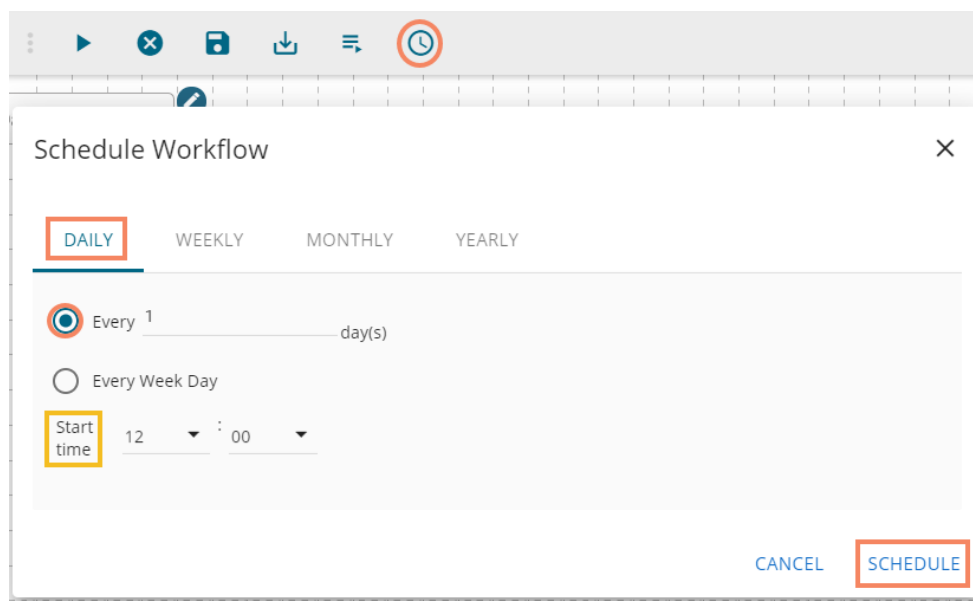 Schedule Workflow
DAILY WEEKLY MONTHLY YEARLY
Every 1 day(s)
Every Week Day
Start
time 12 : 00
CANCEL SCHEDULE